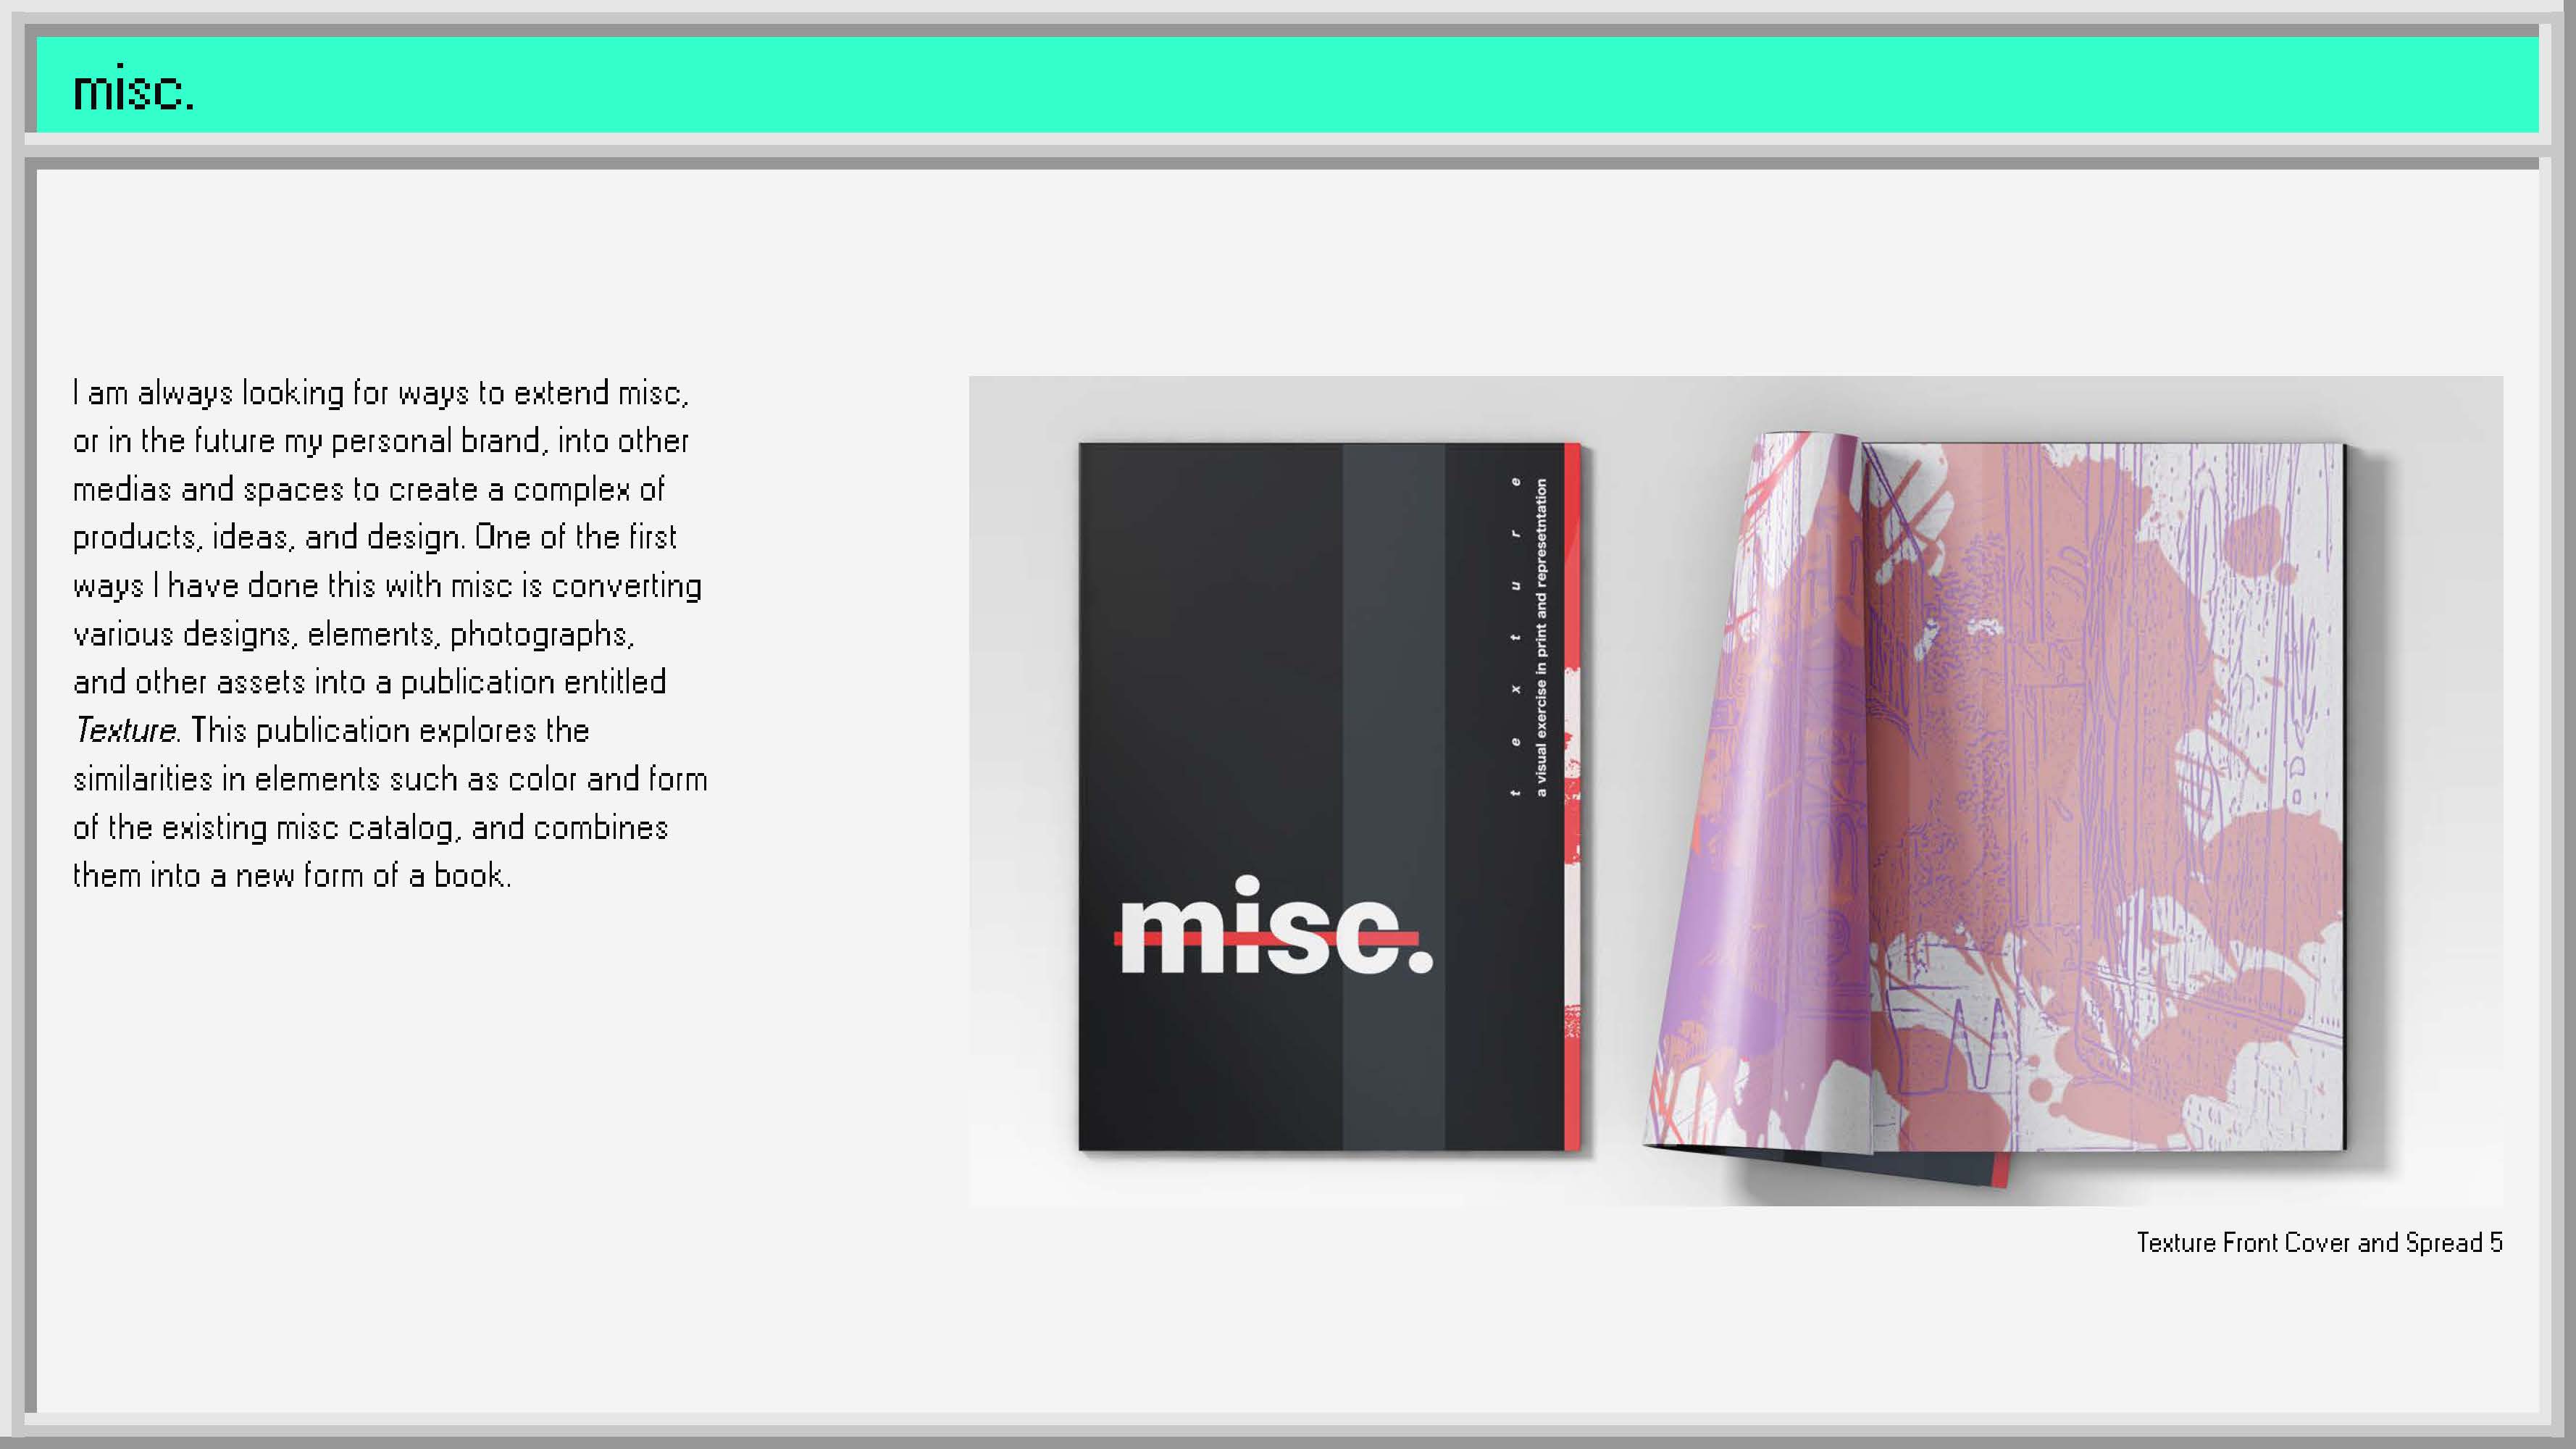 misc.
I am always looking for ways to extend misc,
or in the future my personal brand, into other
medias and spaces to create a complex of
products, ideas, and design. One of the first
ways I have done this with misc is converting
various designs, elements, photographs,
and other assets into a publication entitled
Texture. This publication explores the
similarities in elements such as color and form
of the existing misc catalog, and combines
them into a new form of a book.
texture
a visual exercise in print and represetntation
misc.
Texture Front Cover and Spread 5